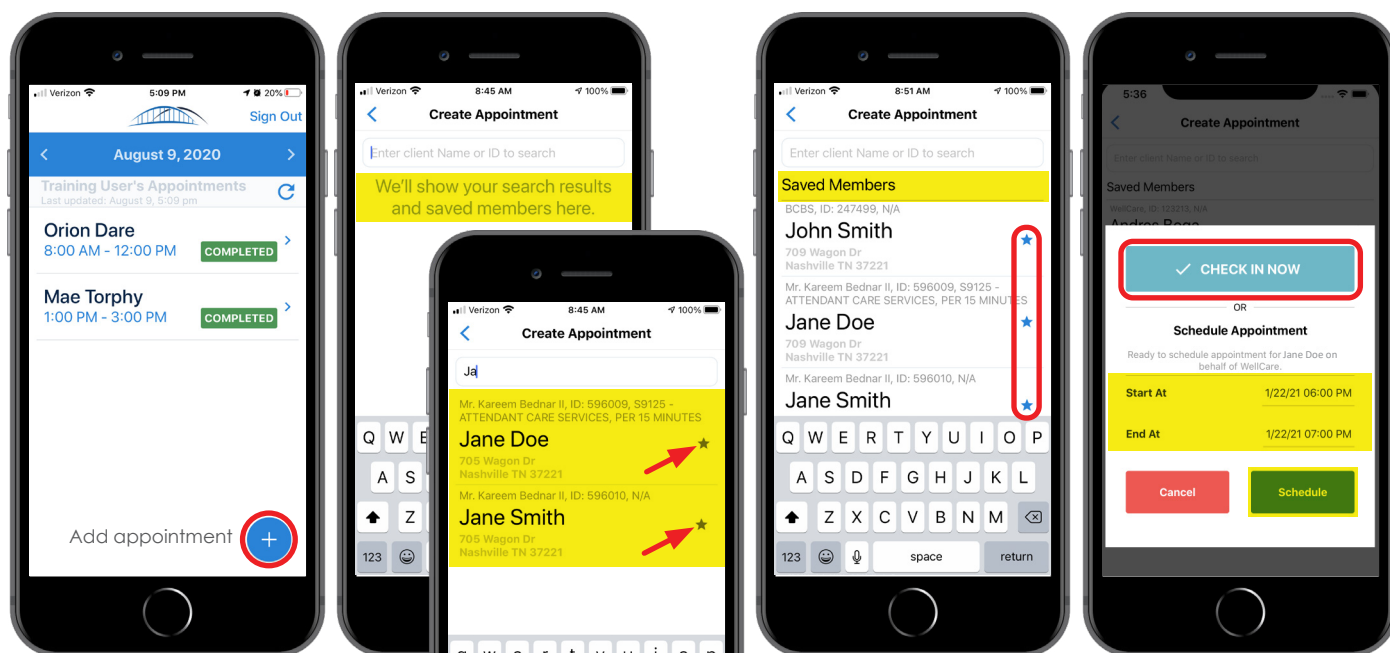 Verizon 5:09 PM 20%
Sign Out
August 9, 2020
Training User's Appointments
Last updated: August 9, 5:09 pm
Orion Dare
8:00 AM - 12:00 PM COMPLETED
Mae Torphy
1:00 PM - 3:00 PM COMPLETED
Add appointment +
Verizon 8:45 AM 100%
Create Appointment
Enter client Name or ID to search
We'll show your search results
and saved members here.
Q W E
A S
Z
123
Verizon 8:45 AM 100%
Create Appointment
Ja
Mr. Kareem Bednar II, ID: 596009, S9125 -
ATTENDANT CARE SERVICES, PER 15 MINUTES
Jane Doe
705 Wagon Dr
Nashville TN 37221
Mr. Kareem Bednar II, ID: 596010, N/A
Jane Smith
705 Wagon Dr
Nashville TN 37221
q w e r t y u i o p
Verizon 8:51 AM 100%
Create Appointment
Enter client Name or ID to search
Saved Members
BCBS, ID: 247499, N/A
John Smith
709 Wagon Dr
Nashville TN 37221
Mr. Kareem Bednar II, ID: 596009, S9125 -
ATTENDANT CARE SERVICES, PER 15 MINUTES
Jane Doe
709 Wagon Dr
Nashville TN 37221
Mr. Kareem Bednar II, ID: 596010, N/A
Jane Smith
Q W E R T Y U I O P
A S D F G H J K L
Z X C V B N M
123 space return
5:36
Create Appointment
Enter client Name or ID to search
Saved Members
WellCare, ID: 123213, N/A
Andres Boga
CHECK IN NOW
OR
Schedule Appointment
Ready to schedule appointment for Jane Doe on
behalf of WellCare.
Start At 1/22/21 06:00 PM
End At 1/22/21 07:00 PM
Cancel Schedule